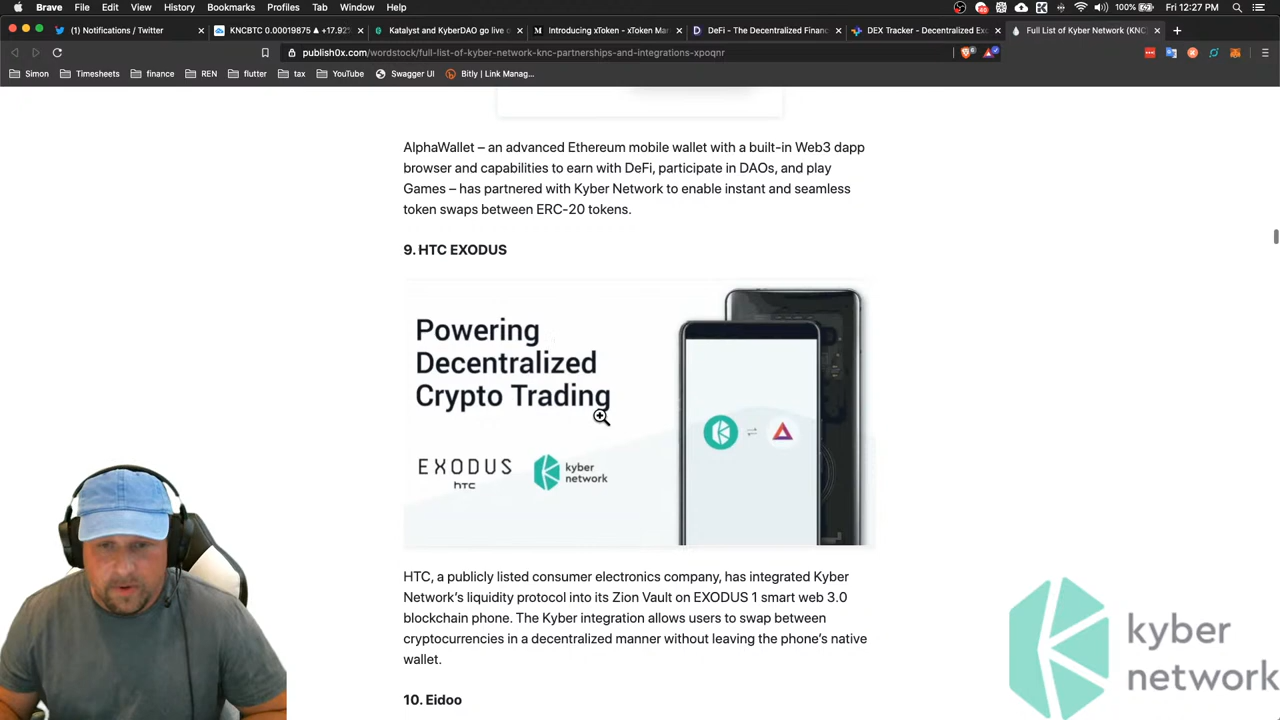 Brave File Edit View History Bookmarks Profiles Tab Window Help 100% Fri 12:27 PM
(1) Notifications / Twitter KNCBTC 0.00019875 ▲ +7.92 Katalyst and KyberDAO go live o Introducing xToken - xToken Mar DeFi - The Decentralized Financ DEX Tracker - Decentralized Exc Full List of Kyber Network (KNC
publish0x.com/wordstock/full-list-of-kyber-network-knc-partnerships-and-integrations-xpoqnr
Simon Timesheets finance REN flutter tax YouTube Swagger UI Bitly | Link Manag...
AlphaWallet – an advanced Ethereum mobile wallet with a built-in Web3 dapp
browser and capabilities to earn with DeFi, participate in DAOs, and play
Games – has partnered with Kyber Network to enable instant and seamless
token swaps between ERC-20 tokens.
9. HTC EXODUS
Powering
Decentralized
Crypto Trading
EXODUS
htc
kyber
network
HTC, a publicly listed consumer electronics company, has integrated Kyber
Network's liquidity protocol into its Zion Vault on EXODUS 1 smart web 3.0
blockchain phone. The Kyber integration allows users to swap between
cryptocurrencies in a decentralized manner without leaving the phone's native
wallet.
10. Eidoo
kyber
network